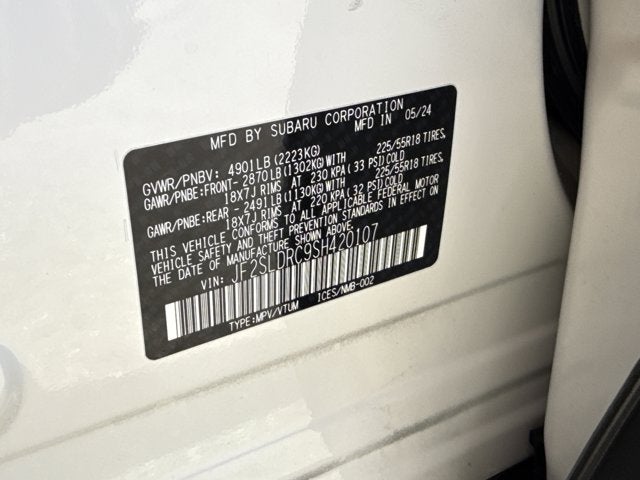 MFD BY SUBARU CORPORATION
MFD IN 05/24
GVWR/PNBV: 4901LB (2223KG)
GAWR/PNBE:FRONT- 2870LB (1302KG)WITH 225/55R18 TIRES,
18X7J RIMS AT 230 KPA( 33 PSI)COLD
GAWR/PNBE:REAR - 2491LB(1130KG)WITH 225/55R18 TIRES,
18X7J RIMS AT 220 KPA( 32 PSI)COLD
THIS VEHICLE CONFORMS TO ALL APPLICABLE FEDERAL MOTOR
VEHICLE SAFETY AND BUMPER STANDARDS IN EFFECT ON
THE DATE OF MANUFACTURE SHOWN ABOVE.
VIN: JF2SLDRC9SH420107
TYPE:MPV/VTUM ICES/NMB-002